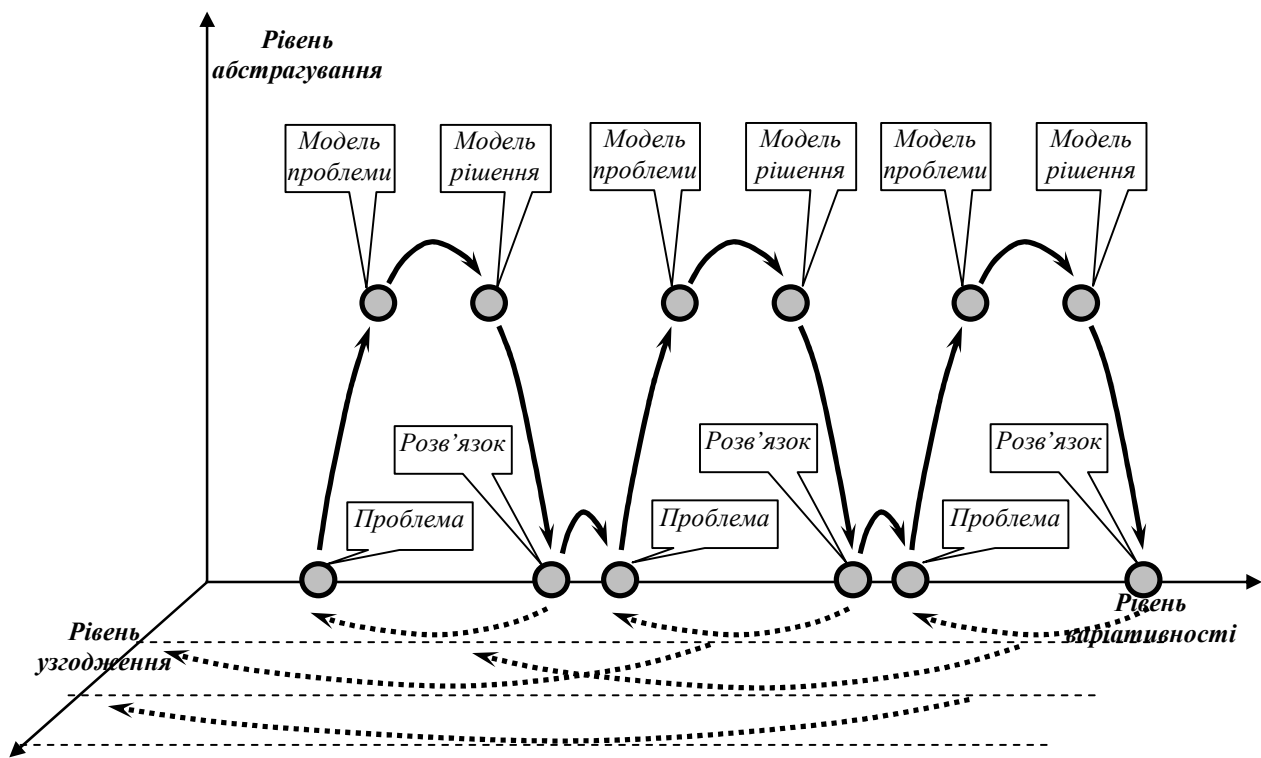 Рівень
абстрагування
Модель
проблеми
Модель
рішення
Модель
проблеми
Модель
рішення
Модель
проблеми
Модель
рішення
Розв’язок
Розв’язок
Розв’язок
Проблема
Проблема
Проблема
Рівень
варіативності
Рівень
узгодження